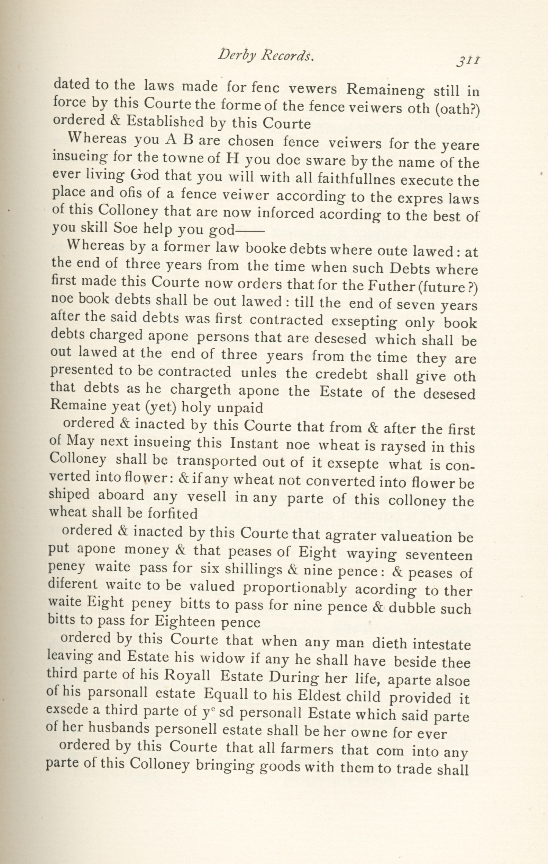 Derby Records. 311
dated to the laws made for fenc vewers Remaineng still in
force by this Courte the forme of the fence veiwers oth (oath?)
ordered & Established by this Courte
Whereas you A B are chosen fence veiwers for the yeare
insueing for the towne of H you doe sware by the name of the
ever living God that you will with all faithfullnes execute the
place and ofis of a fence veiwer according to the expres laws
of this Colloney that are now inforced acording to the best of
you skill Soe help you god——
Whereas by a former law booke debts where oute lawed : at
the end of three years from the time when such Debts where
first made this Courte now orders that for the Futher (future ?)
noe book debts shall be out lawed : till the end of seven years
after the said debts was first contracted exsepting only book
debts charged apone persons that are desesed which shall be
out lawed at the end of three years from the time they are
presented to be contracted unles the credebt shall give oth
that debts as he chargeth apone the Estate of the desesed
Remaine yeat (yet) holy unpaid
ordered & inacted by this Courte that from & after the first
of May next insueing this Instant noe wheat is raysed in this
Colloney shall be transported out of it exsepte what is con-
verted into flower: & if any wheat not converted into flower be
shiped aboard any vesell in any parte of this colloney the
wheat shall be forfited
ordered & inacted by this Courte that agrater valueation be
put apone money & that peases of Eight waying seventeen
peney waite pass for six shillings & nine pence : & peases of
diferent waite to be valued proportionably acording to ther
waite Eight peney bitts to pass for nine pence & dubble such
bitts to pass for Eighteen pence
ordered by this Courte that when any man dieth intestate
leaving and Estate his widow if any he shall have beside thee
third parte of his Royall Estate During her life, aparte alsoe
of his parsonall estate Equall to his Eldest child provided it
exsede a third parte of yᵉ sd personall Estate which said parte
of her husbands personell estate shall be her owne for ever
ordered by this Courte that all farmers that com into any
parte of this Colloney bringing goods with them to trade shall